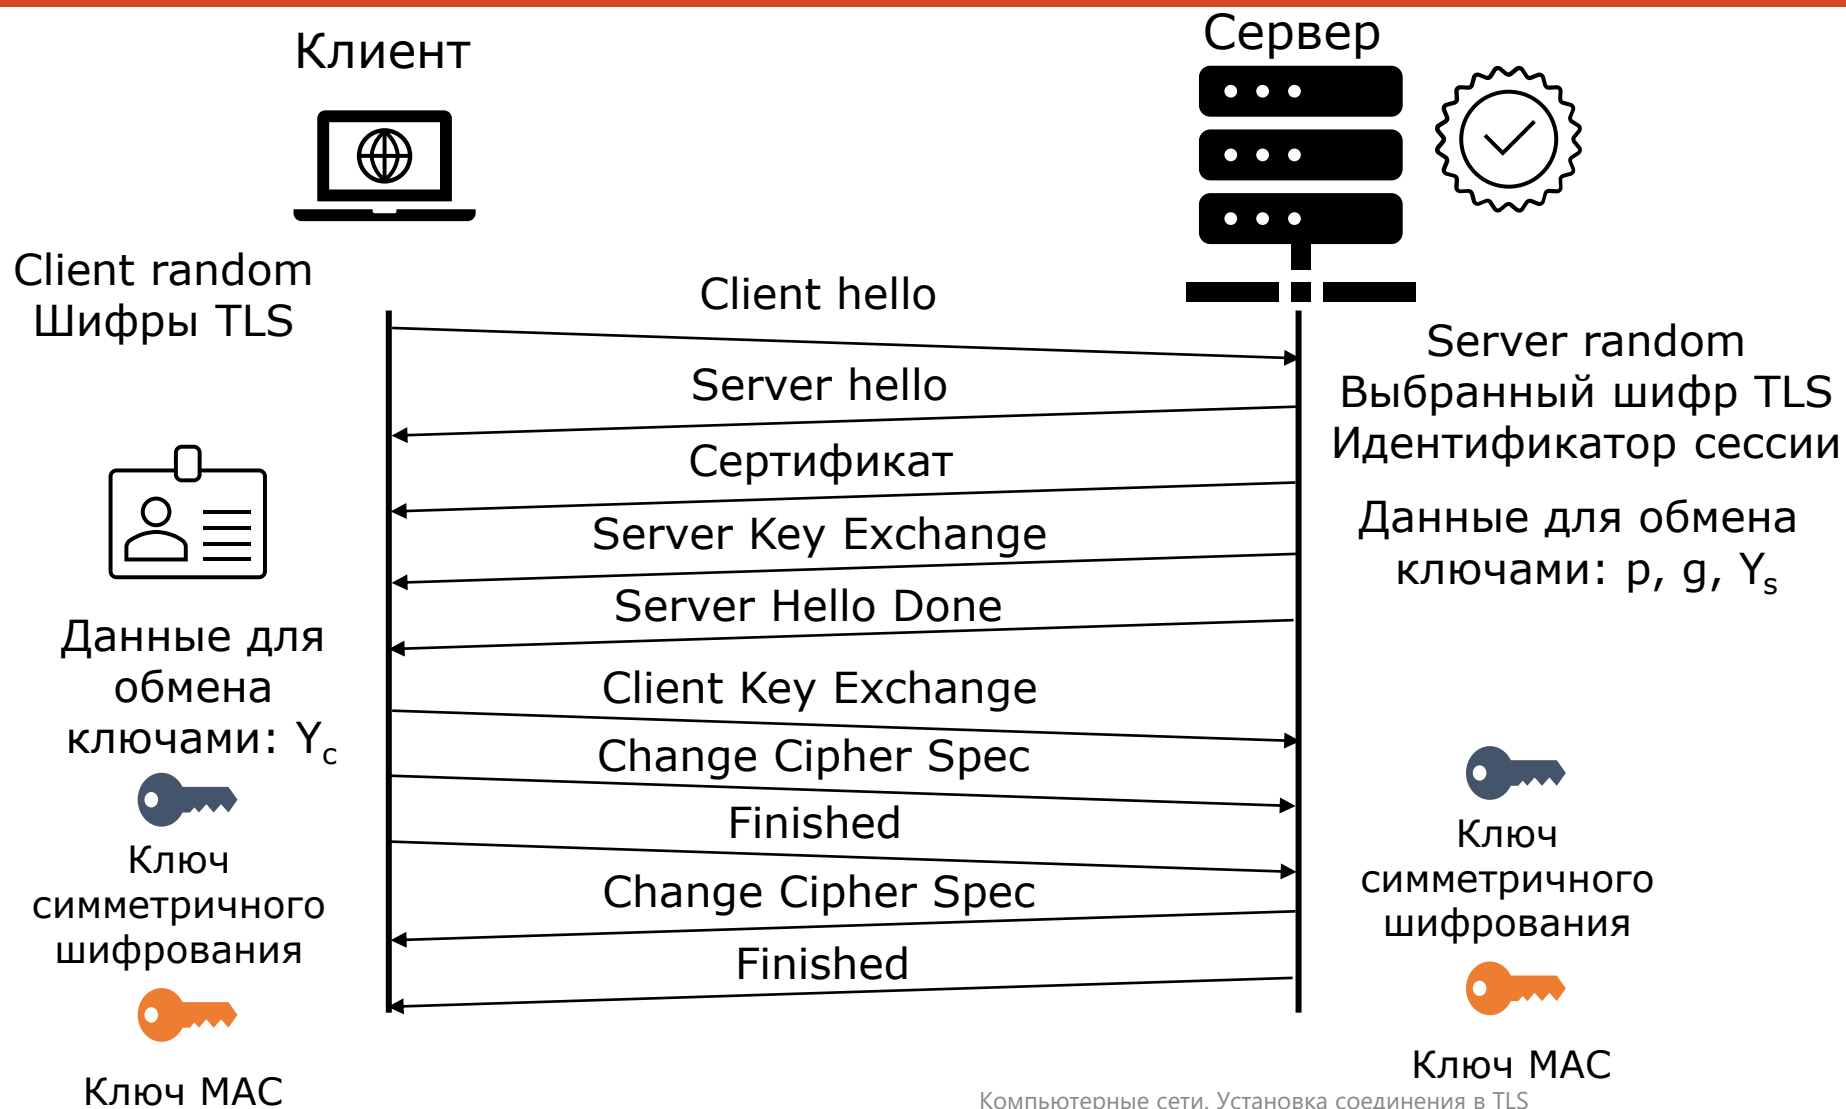 Клиент
Сервер
Client random
Шифры TLS
Client hello
Server random
Выбранный шифр TLS
Идентификатор сессии
Server hello
Сертификат
Server Key Exchange
Данные для обмена
ключами: p, g, Ys
Server Hello Done
Данные для
обмена
ключами: Yc
Client Key Exchange
Change Cipher Spec
Finished
Change Cipher Spec
Finished
Ключ
симметричного
шифрования
Ключ
симметричного
шифрования
Ключ MAC
Ключ MAC
Компьютерные сети. Установка соединения в TLS